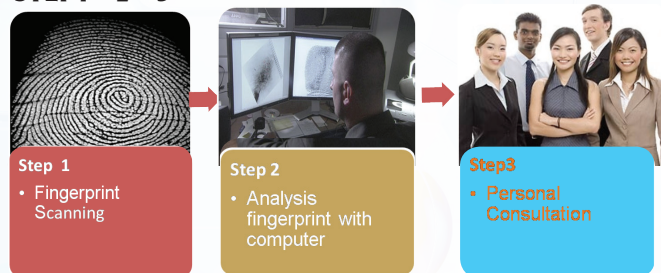 Step 1
• Fingerprint
Scanning
Step 2
• Analysis
fingerprint with
computer
Step3
• Personal
Consultation